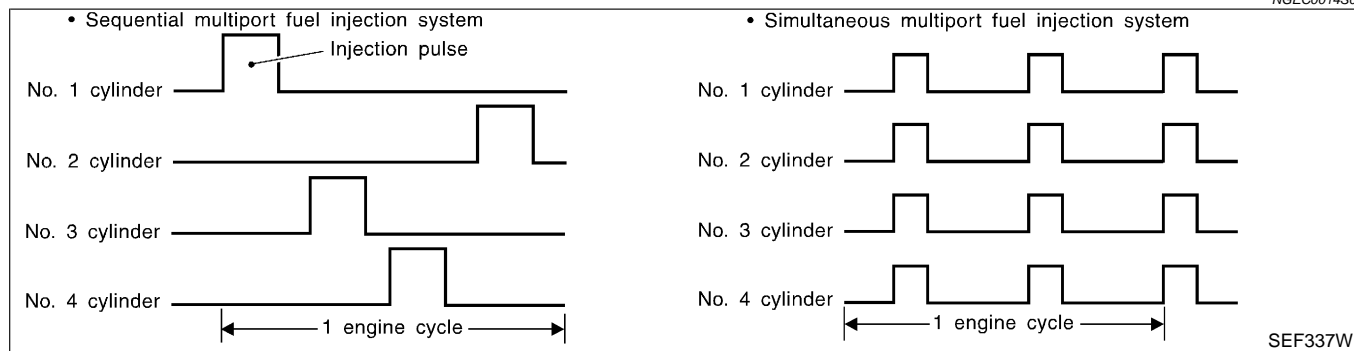 • Sequential multiport fuel injection system
Injection pulse
No. 1 cylinder
No. 2 cylinder
No. 3 cylinder
No. 4 cylinder
1 engine cycle
• Simultaneous multiport fuel injection system
No. 1 cylinder
No. 2 cylinder
No. 3 cylinder
No. 4 cylinder
1 engine cycle
SEF337W